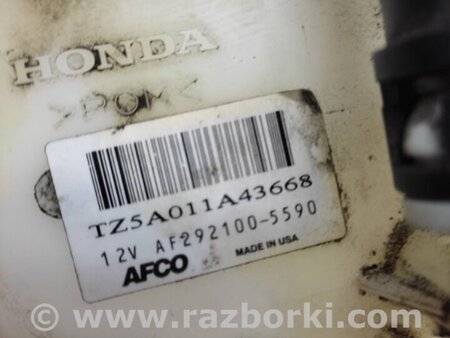 HONDA
>POM<
TZ5A011A43668
12V AF292100-5590
AFCO MADE IN USA
© www.razborki.com